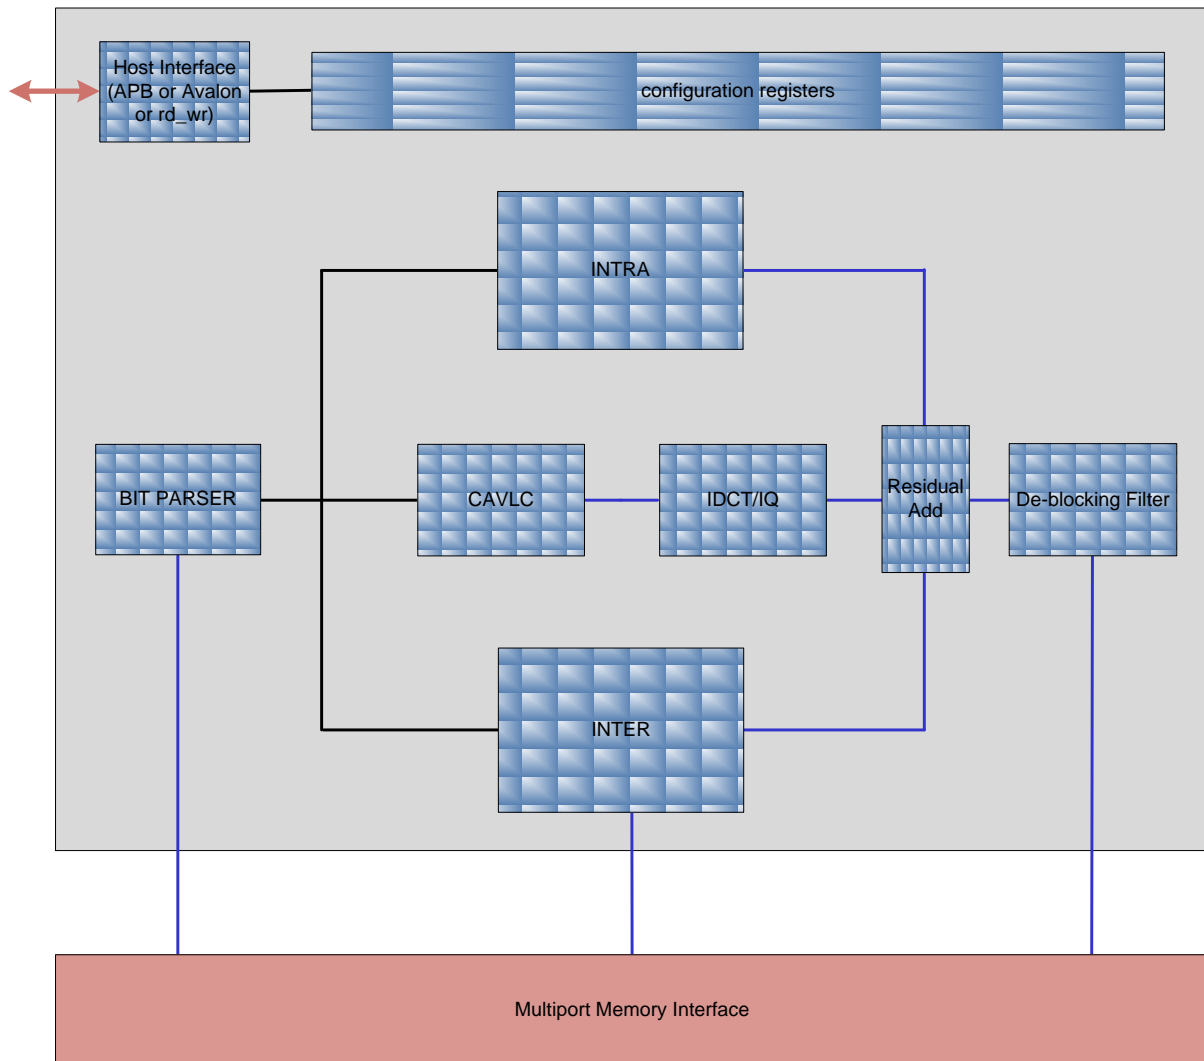 Host Interface
(APB or Avalon
or rd_wr)
configuration registers
INTRA
BIT PARSER
CAVLC
IDCT/IQ
Residual
Add
De-blocking Filter
INTER
Multiport Memory Interface